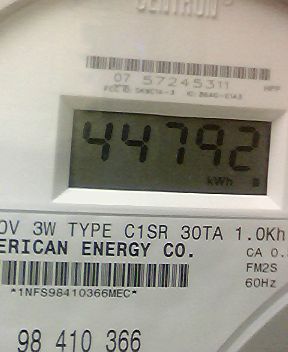 CENTRON
07 57245311
44792
kWh
0V 3W TYPE C1SR 30TA 1.0Kh
ERICAN ENERGY CO.
CA 0.
FM2S
*1NFS98410366MEC*
60Hz
98 410 366